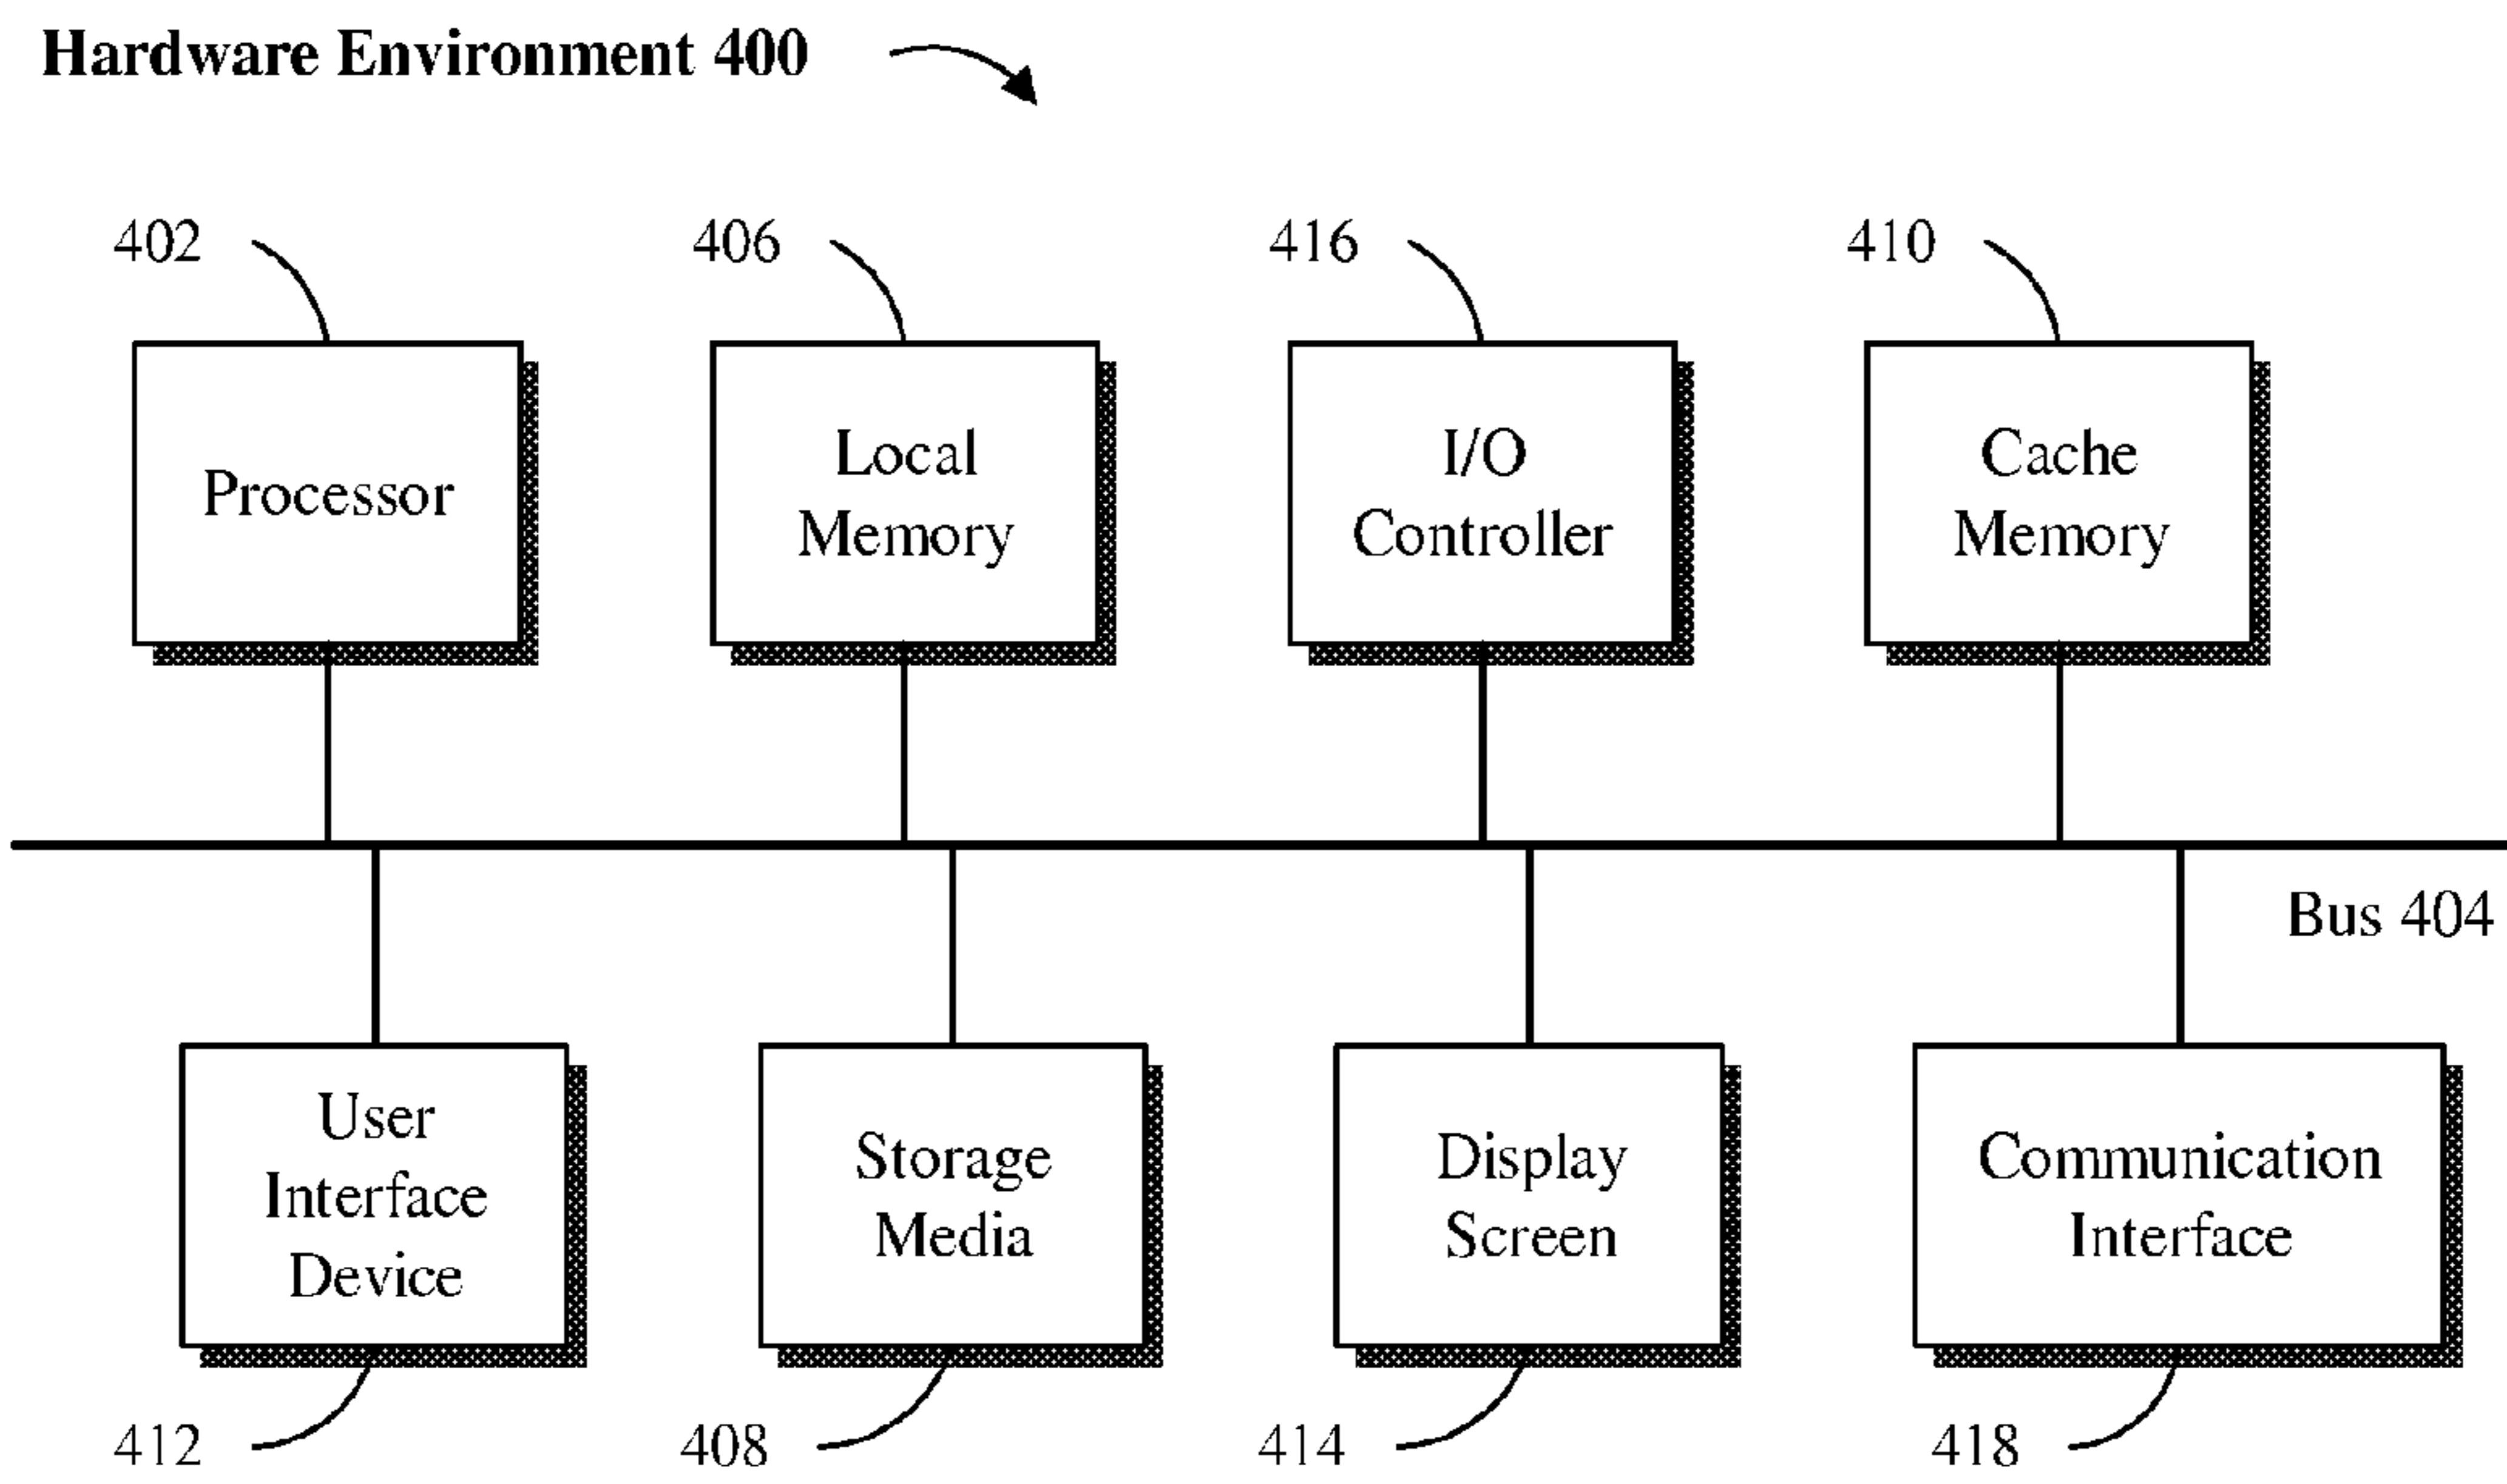 Hardware Environment 400
402
406
416
410
Processor
Local
Memory
I/O
Controller
Cache
Memory
Bus 404
User
Interface
Device
Storage
Media
Display
Screen
Communication
Interface
412
408
414
418